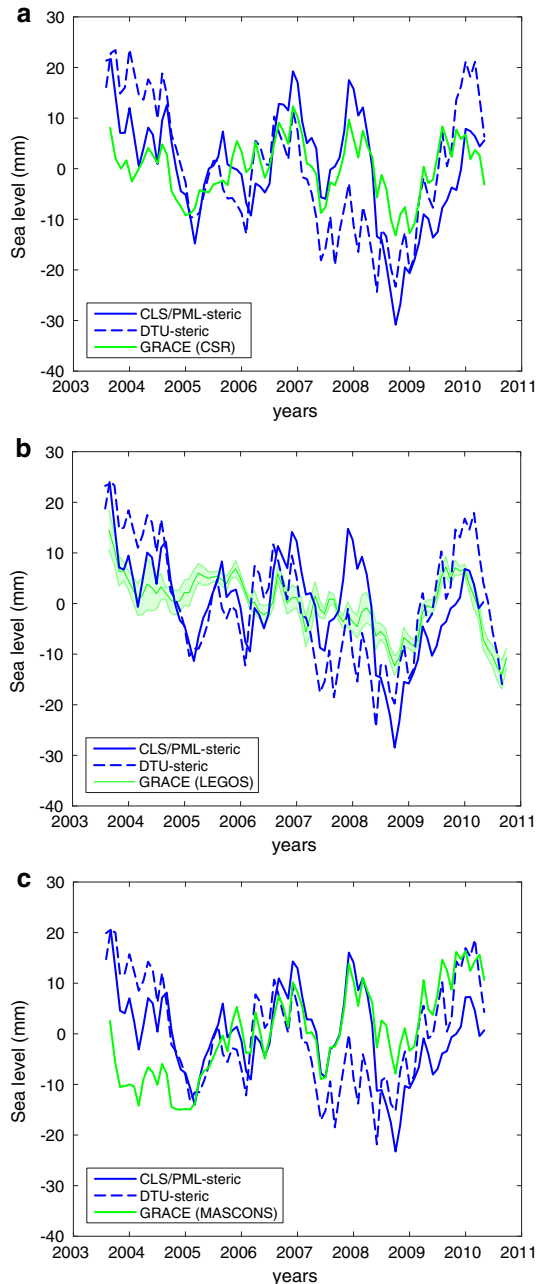 a
30
20
10
0
-10
-20
-30
-40
Sea level (mm)
CLS/PML-steric
DTU-steric
GRACE (CSR)
2003 2004 2005 2006 2007 2008 2009 2010 2011
years
b
30
20
10
0
-10
-20
-30
-40
Sea level (mm)
CLS/PML-steric
DTU-steric
GRACE (LEGOS)
2003 2004 2005 2006 2007 2008 2009 2010 2011
years
c
30
20
10
0
-10
-20
-30
-40
Sea level (mm)
CLS/PML-steric
DTU-steric
GRACE (MASCONS)
2003 2004 2005 2006 2007 2008 2009 2010 2011
years